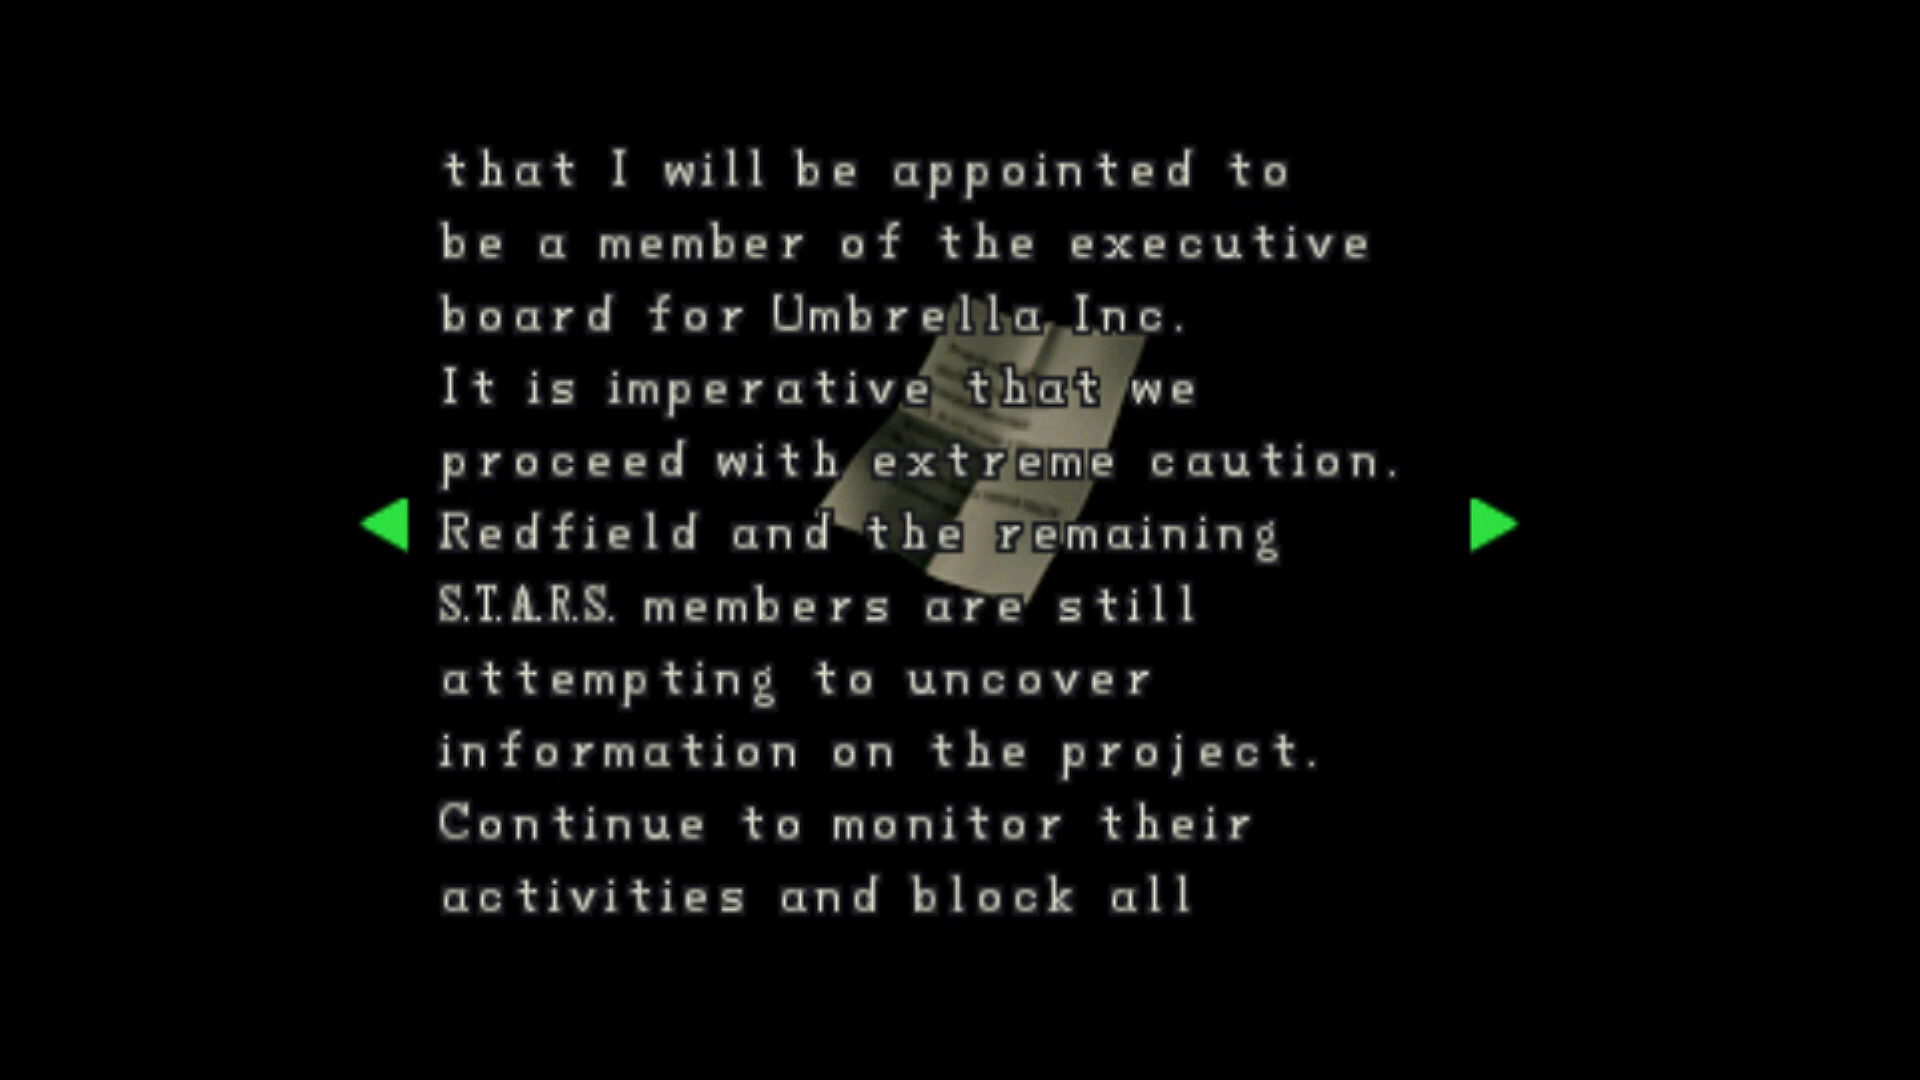 that I will be appointed to
be a member of the executive
board for Umbrella Inc.
It is imperative that we
proceed with extreme caution.
Redfield and the remaining
S.T.A.R.S. members are still
attempting to uncover
information on the project.
Continue to monitor their
activities and block all